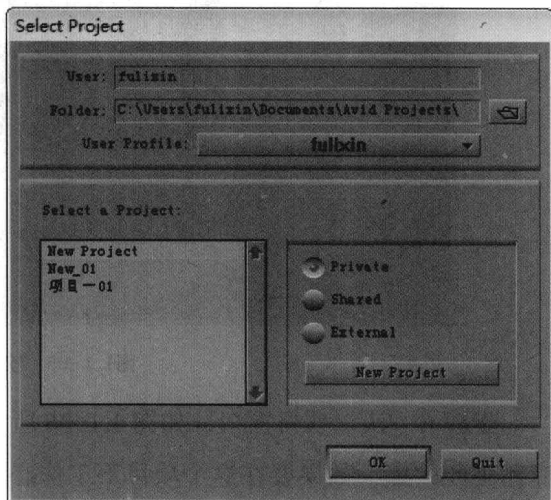 Select Project
User: fulixin
Folder: C:\Users\fulixin\Documents\Avid Projects\
User Profile: fulixin
Select a Project:
New Project
New_01
项目一01
Private
Shared
External
New Project
OK
Quit